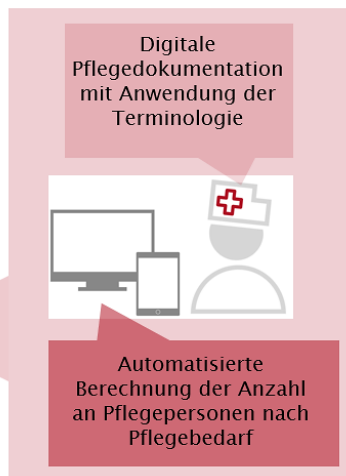 Digitale
Pflegedokumentation
mit Anwendung der
Terminologie
Automatisierte
Berechnung der Anzahl
an Pflegepersonen nach
Pflegebedarf